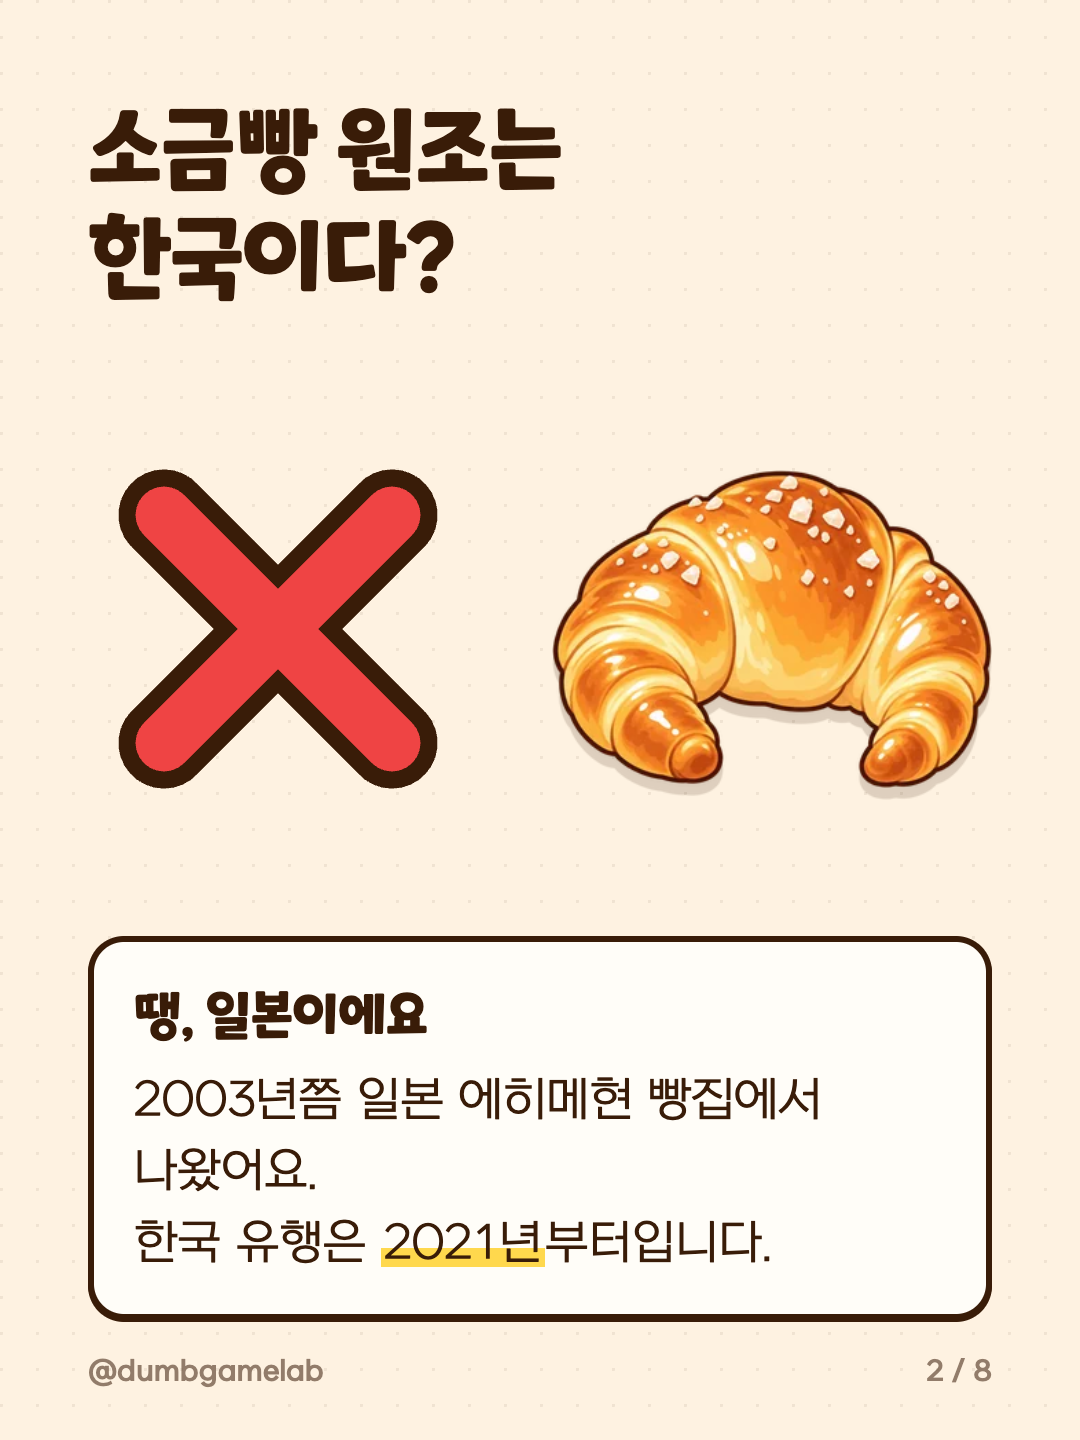 소금빵 원조는
한국이다?
땡, 일본이에요
2003년쯤 일본 에히메현 빵집에서
나왔어요.
한국 유행은 2021년부터입니다.
@dumbgamelab
2 / 8